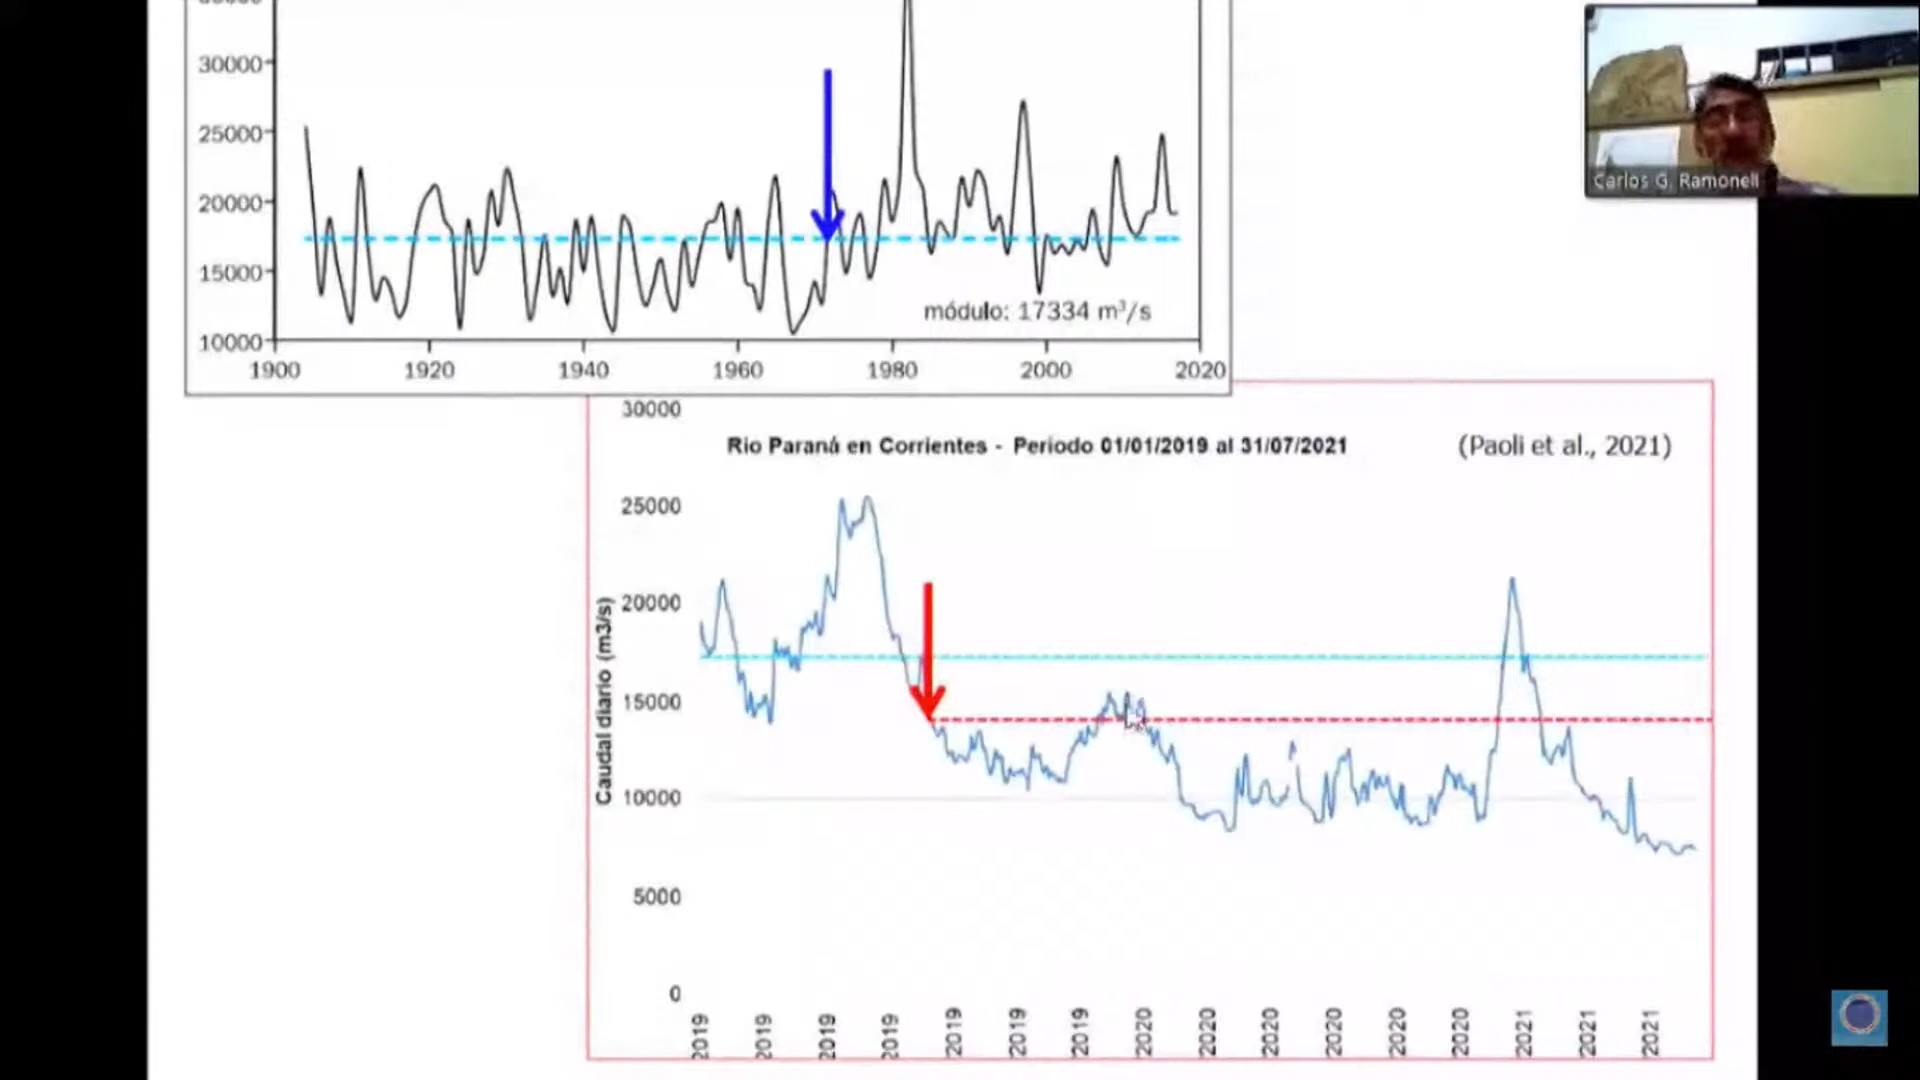 30000
25000
20000
15000
10000
módulo: 17334 m³/s
1900 1920 1940 1960 1980 2000 2020
Carlos G. Ramonell
30000
Rio Paraná en Corrientes - Periodo 01/01/2019 al 31/07/2021
(Paoli et al., 2021)
25000
20000
15000
10000
5000
0
Caudal diario (m3/s)
2019 2019 2019 2019 2019 2019 2019 2020 2020 2020 2020 2020 2020 2021 2021 2021